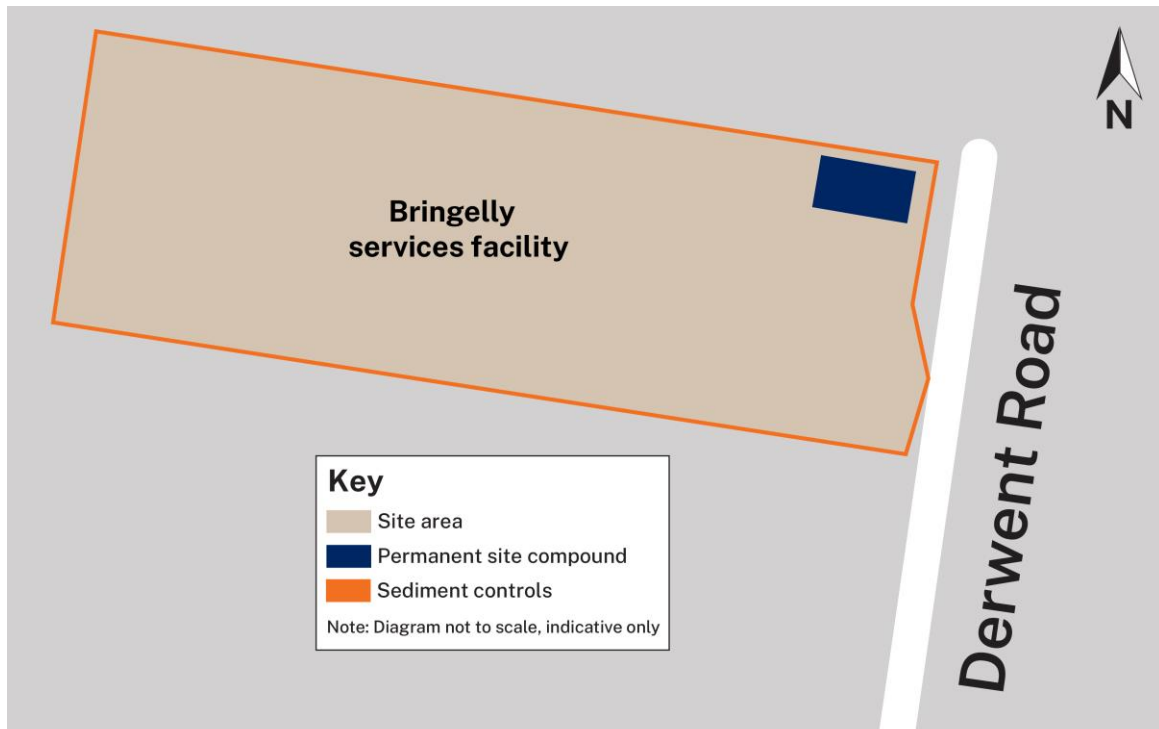 N
Bringelly
services facility
Derwent Road
Key
Site area
Permanent site compound
Sediment controls
Note: Diagram not to scale, indicative only